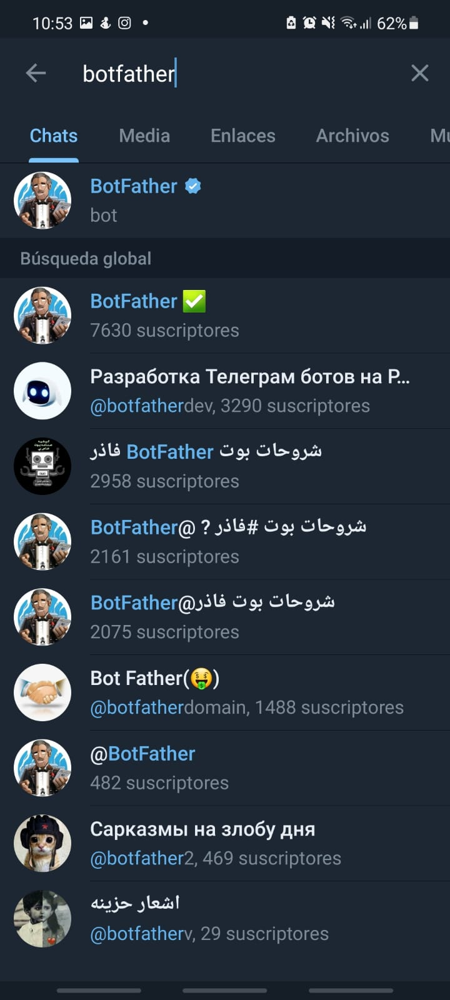 10:53
62%
botfather
Chats Media Enlaces Archivos Mu
BotFather
bot
Búsqueda global
BotFather ✅
7630 suscriptores
Разработка Телеграм ботов на P...
@botfatherdev, 3290 suscriptores
شروحات بوت BotFather فاذر
2958 suscriptores
شروحات بوت #فاذر ? @BotFather
2161 suscriptores
شروحات بوت فاذر@BotFather
2075 suscriptores
Bot Father(🤑)
@botfatherdomain, 1488 suscriptores
@BotFather
482 suscriptores
Сарказмы на злобу дня
@botfather2, 469 suscriptores
اشعار حزينه
@botfatherv, 29 suscriptores